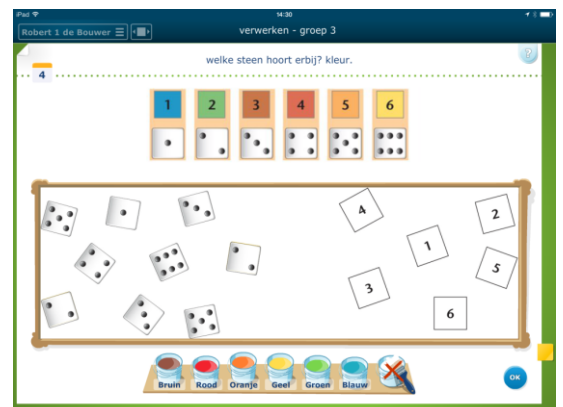 iPad
14:30
Robert 1 de Bouwer
verwerken - groep 3
welke steen hoort erbij? kleur.
?
4
1 2 3 4 5 6
4
2
1
5
3
6
Bruin Rood Oranje Geel Groen Blauw
OK